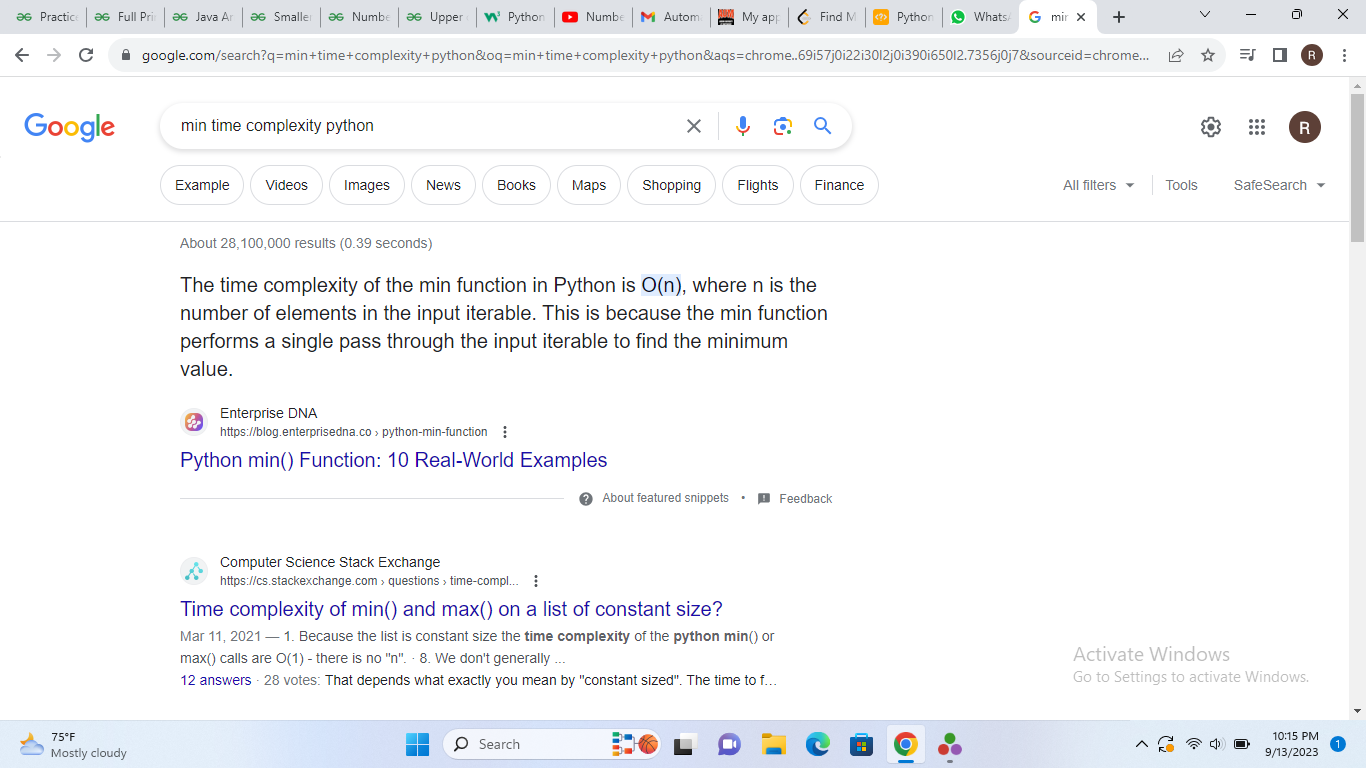 Practic
Full Pri
Java Ar
Smalles
Numbe
Upper
Python
Numbe
Autom
My app
Find M
Python
WhatsA
mir
google.com/search?q=min+time+complexity+python&oq=min+time+complexity+python&aqs=chrome..69i57j0i22i30l2j0i390i650l2.7356j0j7&sourceid=chrome...
R
Google
min time complexity python
R
Example
Videos
Images
News
Books
Maps
Shopping
Flights
Finance
All filters
Tools
SafeSearch
About 28,100,000 results (0.39 seconds)
The time complexity of the min function in Python is O(n), where n is the
number of elements in the input iterable. This is because the min function
performs a single pass through the input iterable to find the minimum
value.
Enterprise DNA
https://blog.enterprisedna.co › python-min-function
Python min() Function: 10 Real-World Examples
About featured snippets • Feedback
Computer Science Stack Exchange
https://cs.stackexchange.com › questions › time-compl...
Time complexity of min() and max() on a list of constant size?
Mar 11, 2021 — 1. Because the list is constant size the time complexity of the python min() or
max() calls are O(1) - there is no "n". · 8. We don't generally ...
12 answers · 28 votes: That depends what exactly you mean by "constant sized". The time to f...
Activate Windows
Go to Settings to activate Windows.
75°F
Mostly cloudy
Search
10:15 PM
9/13/2023
1